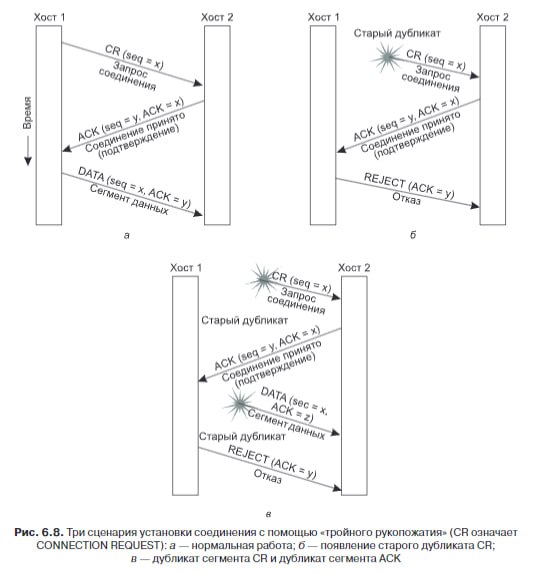 Хост 1
Хост 2
Время
CR (seq = x)
Запрос
соединения
ACK (seq = y, ACK = x)
Соединение принято
(подтверждение)
DATA (seq = x, ACK = y)
Сегмент данных
а
Хост 1
Хост 2
Старый дубликат
CR (seq = x)
Запрос
соединения
ACK (seq = y, ACK = x)
Соединение принято
(подтверждение)
REJECT (ACK = y)
Отказ
б
Хост 1
Хост 2
CR (seq = x)
Запрос
соединения
Старый дубликат
ACK (seq = y, ACK = x)
Соединение принято
(подтверждение)
DATA (sec = x,
ACK = z)
Сегмент данных
Старый дубликат
REJECT (ACK = y)
Отказ
в
Рис. 6.8. Три сценария установки соединения с помощью «тройного рукопожатия» (CR означает
CONNECTION REQUEST): а — нормальная работа; б — появление старого дубликата CR;
в — дубликат сегмента CR и дубликат сегмента ACK